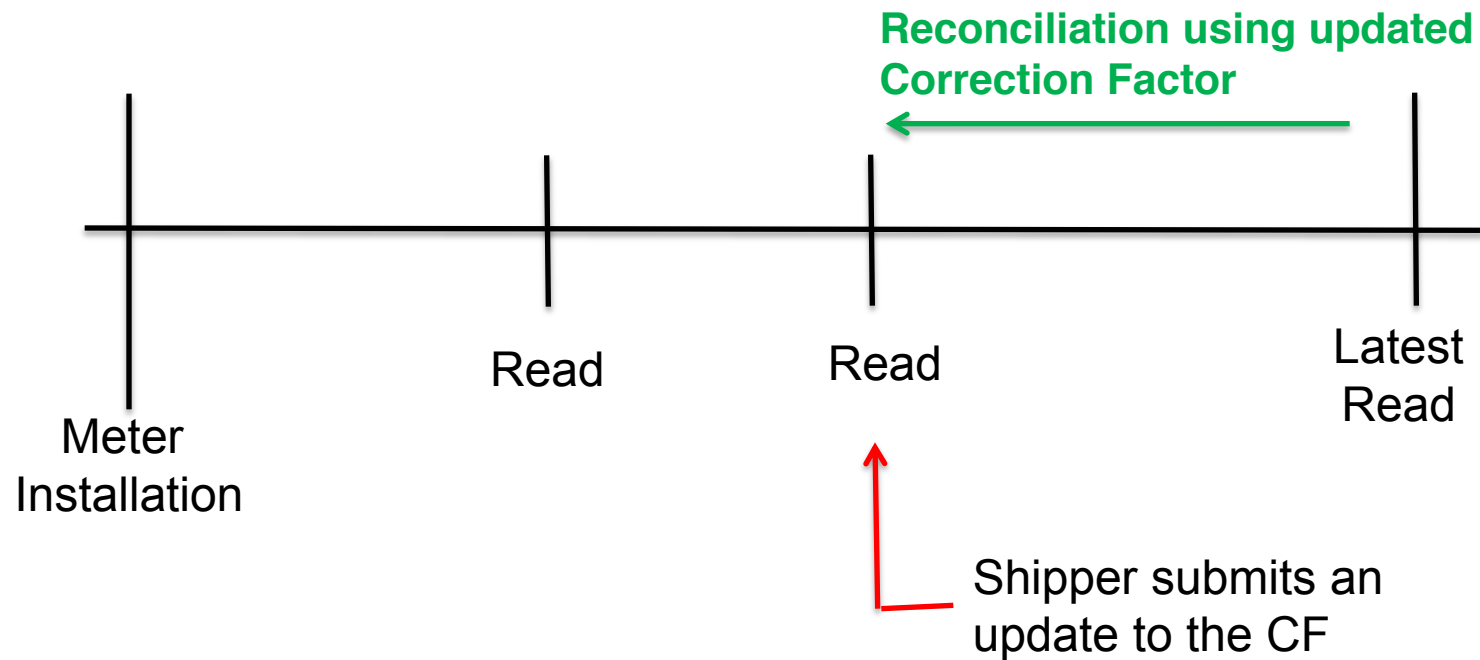 Reconciliation using updated
Correction Factor
Read
Read
Latest
Read
Meter
Installation
Shipper submits an
update to the CF